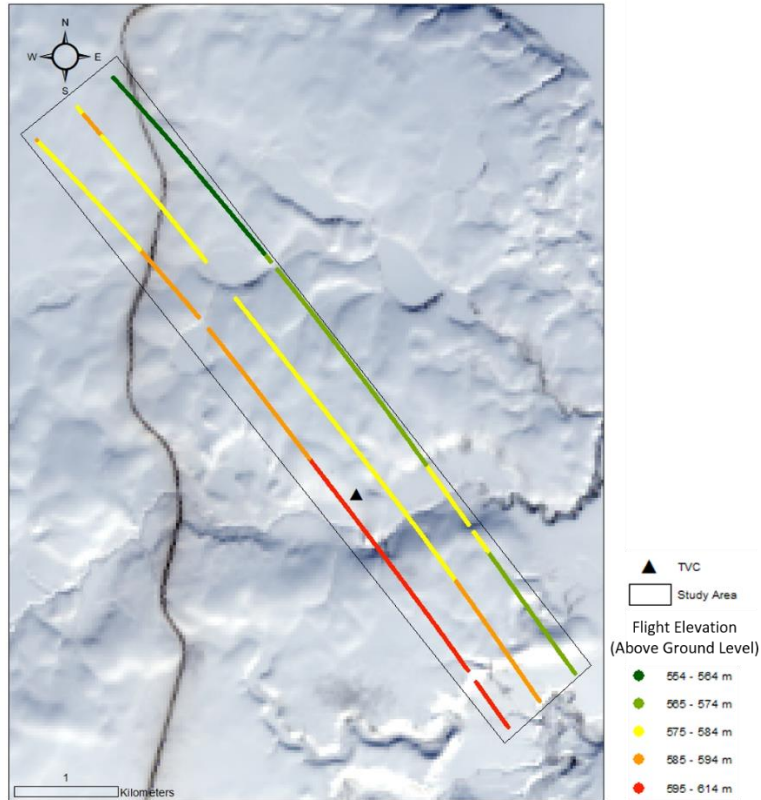 N
W E
S
1
Kilometers
TVC
Study Area
Flight Elevation
(Above Ground Level)
554 - 564 m
565 - 574 m
575 - 584 m
585 - 594 m
595 - 614 m